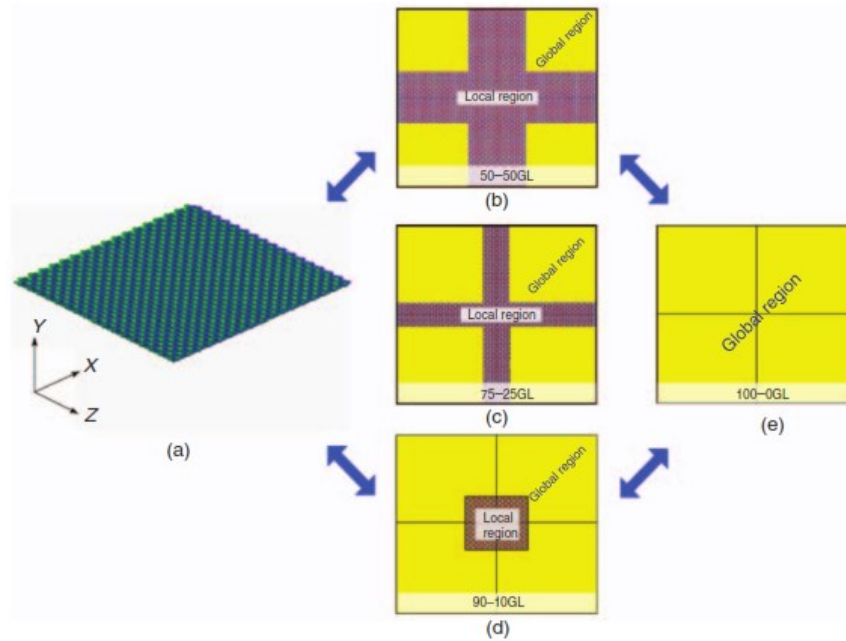 Global region
Local region
50–50GL
(b)
Y
X
Z
(a)
Global region
Local region
75–25GL
(c)
Global region
100–0GL
(e)
Global region
Local
region
90–10GL
(d)